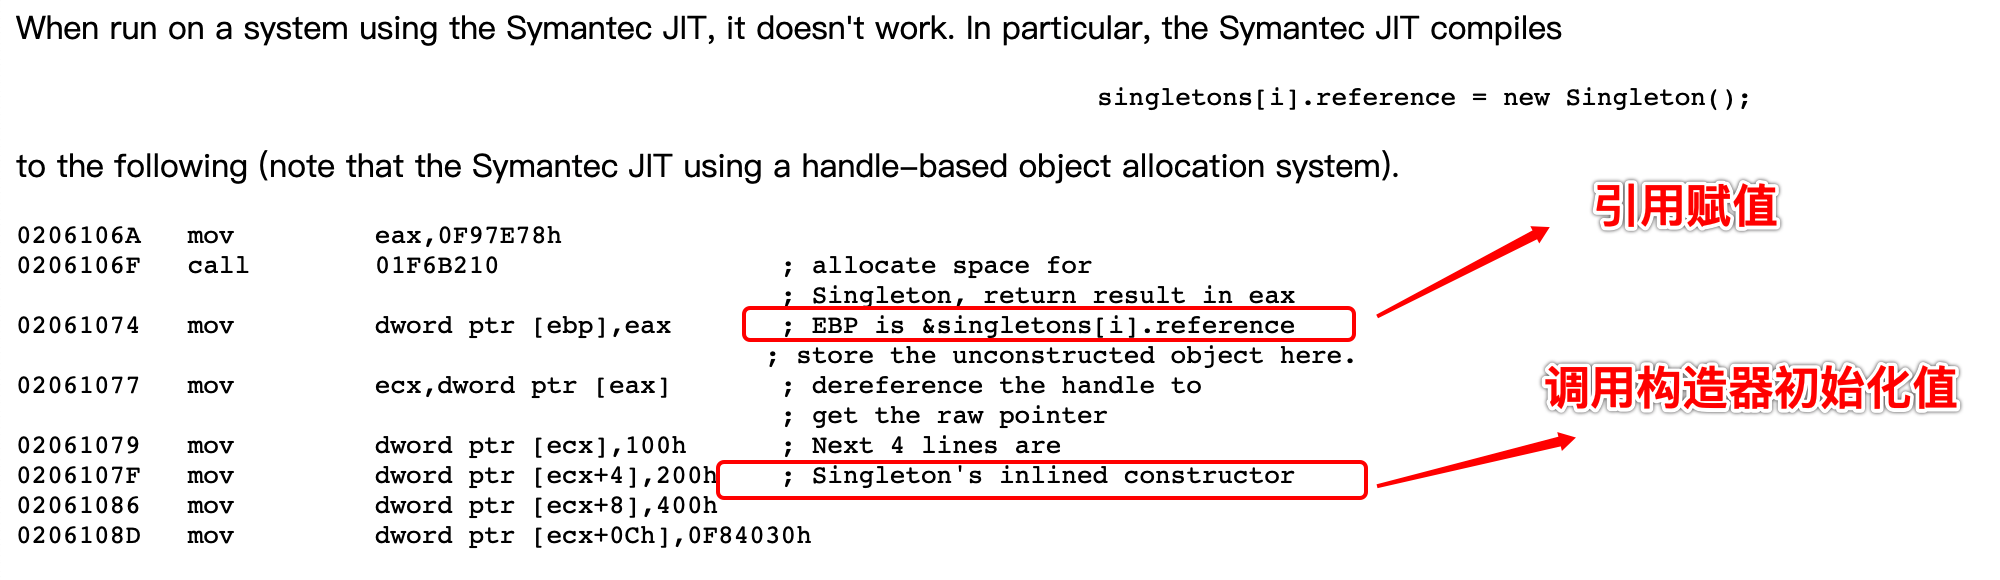 When run on a system using the Symantec JIT, it doesn't work. In particular, the Symantec JIT compiles
singletons[i].reference = new Singleton();
to the following (note that the Symantec JIT using a handle-based object allocation system).
引用赋值
0206106A   mov         eax,0F97E78h
0206106F   call        01F6B210                  ; allocate space for
                                                 ; Singleton, return result in eax
02061074   mov         dword ptr [ebp],eax       ; EBP is &singletons[i].reference
                                                ; store the unconstructed object here.
02061077   mov         ecx,dword ptr [eax]       ; dereference the handle to
                                                 ; get the raw pointer
调用构造器初始化值
02061079   mov         dword ptr [ecx],100h      ; Next 4 lines are
0206107F   mov         dword ptr [ecx+4],200h    ; Singleton's inlined constructor
02061086   mov         dword ptr [ecx+8],400h
0206108D   mov         dword ptr [ecx+0Ch],0F84030h